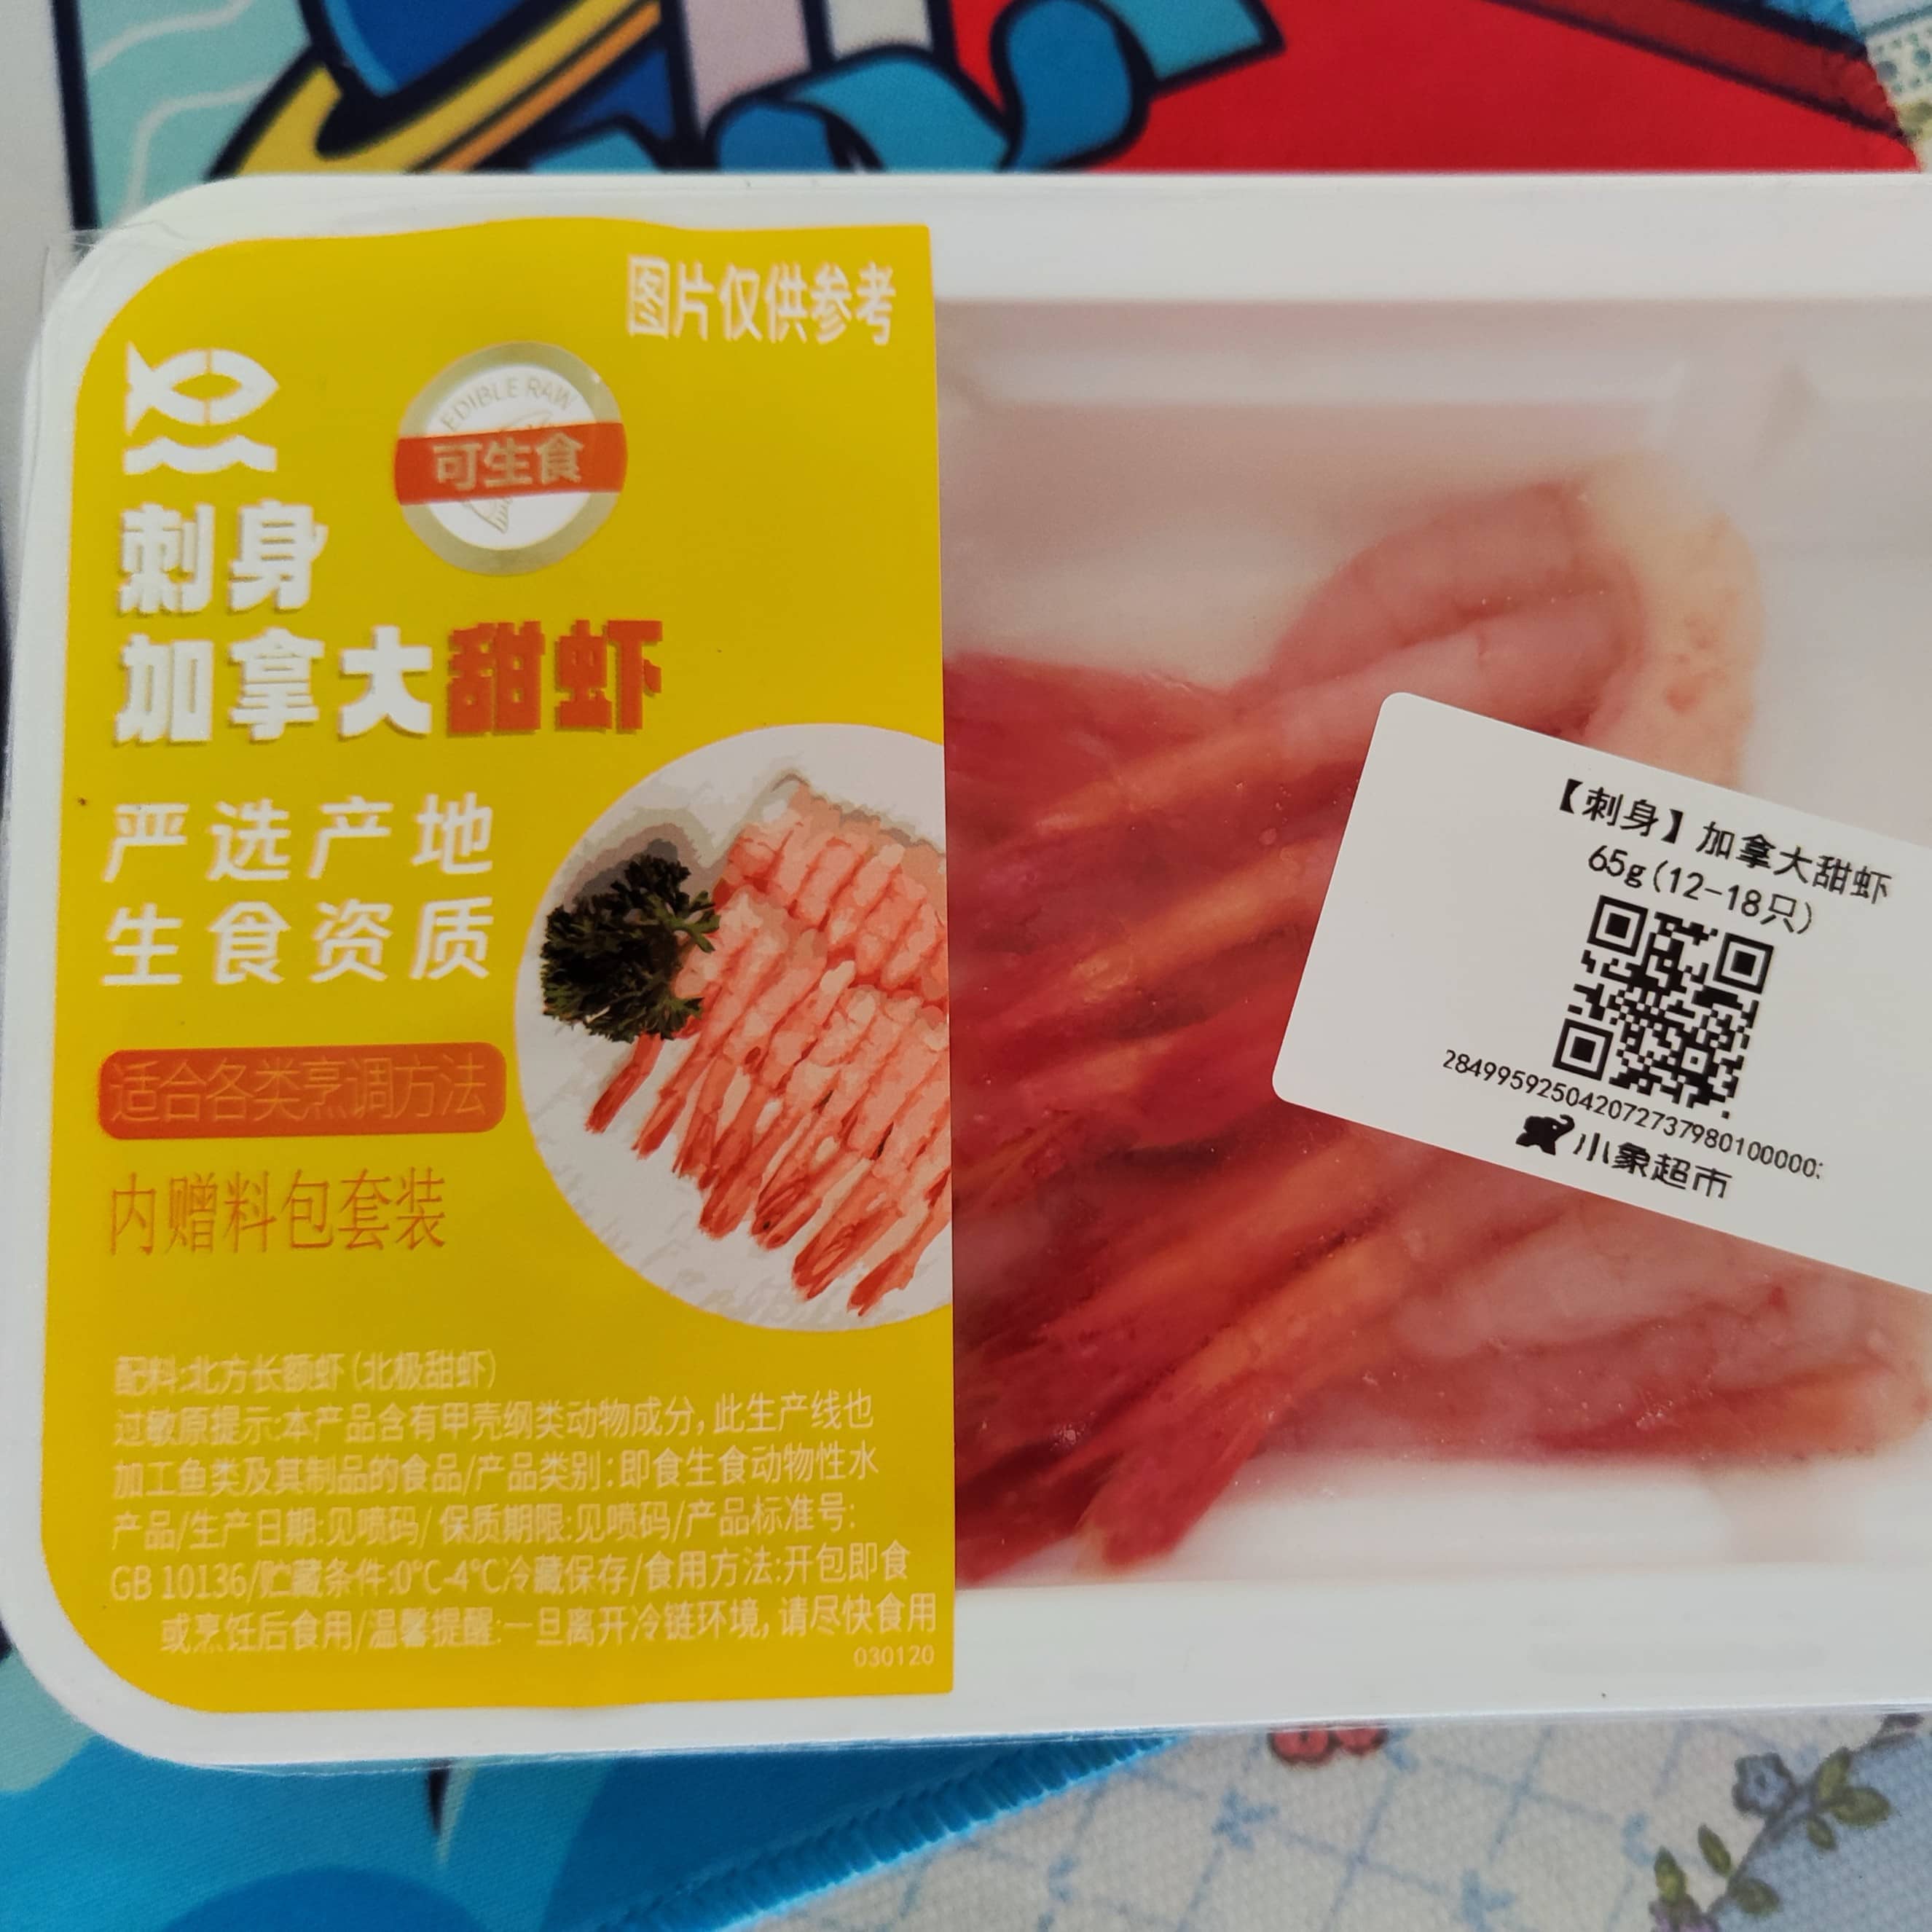 图片仅供参考
EDIBLE RAW
可生食
刺身
加拿大甜虾
严选产地
生食资质
适合各类烹调方法
内赠料包套装
配料:北方长额虾(北极甜虾)
过敏原提示:本产品含有甲壳纲类动物成分,此生产线也
加工鱼类及其制品的食品/产品类别:即食生食动物性水
产品/生产日期:见喷码/ 保质期限:见喷码/产品标准号:
GB 10136/贮藏条件:0°C-4°C冷藏保存/食用方法:开包即食
或烹饪后食用/温馨提醒:一旦离开冷链环境,请尽快食用
030120
【刺身】加拿大甜虾
65g(12-18只)
284995925042072737980100000:
小象超市